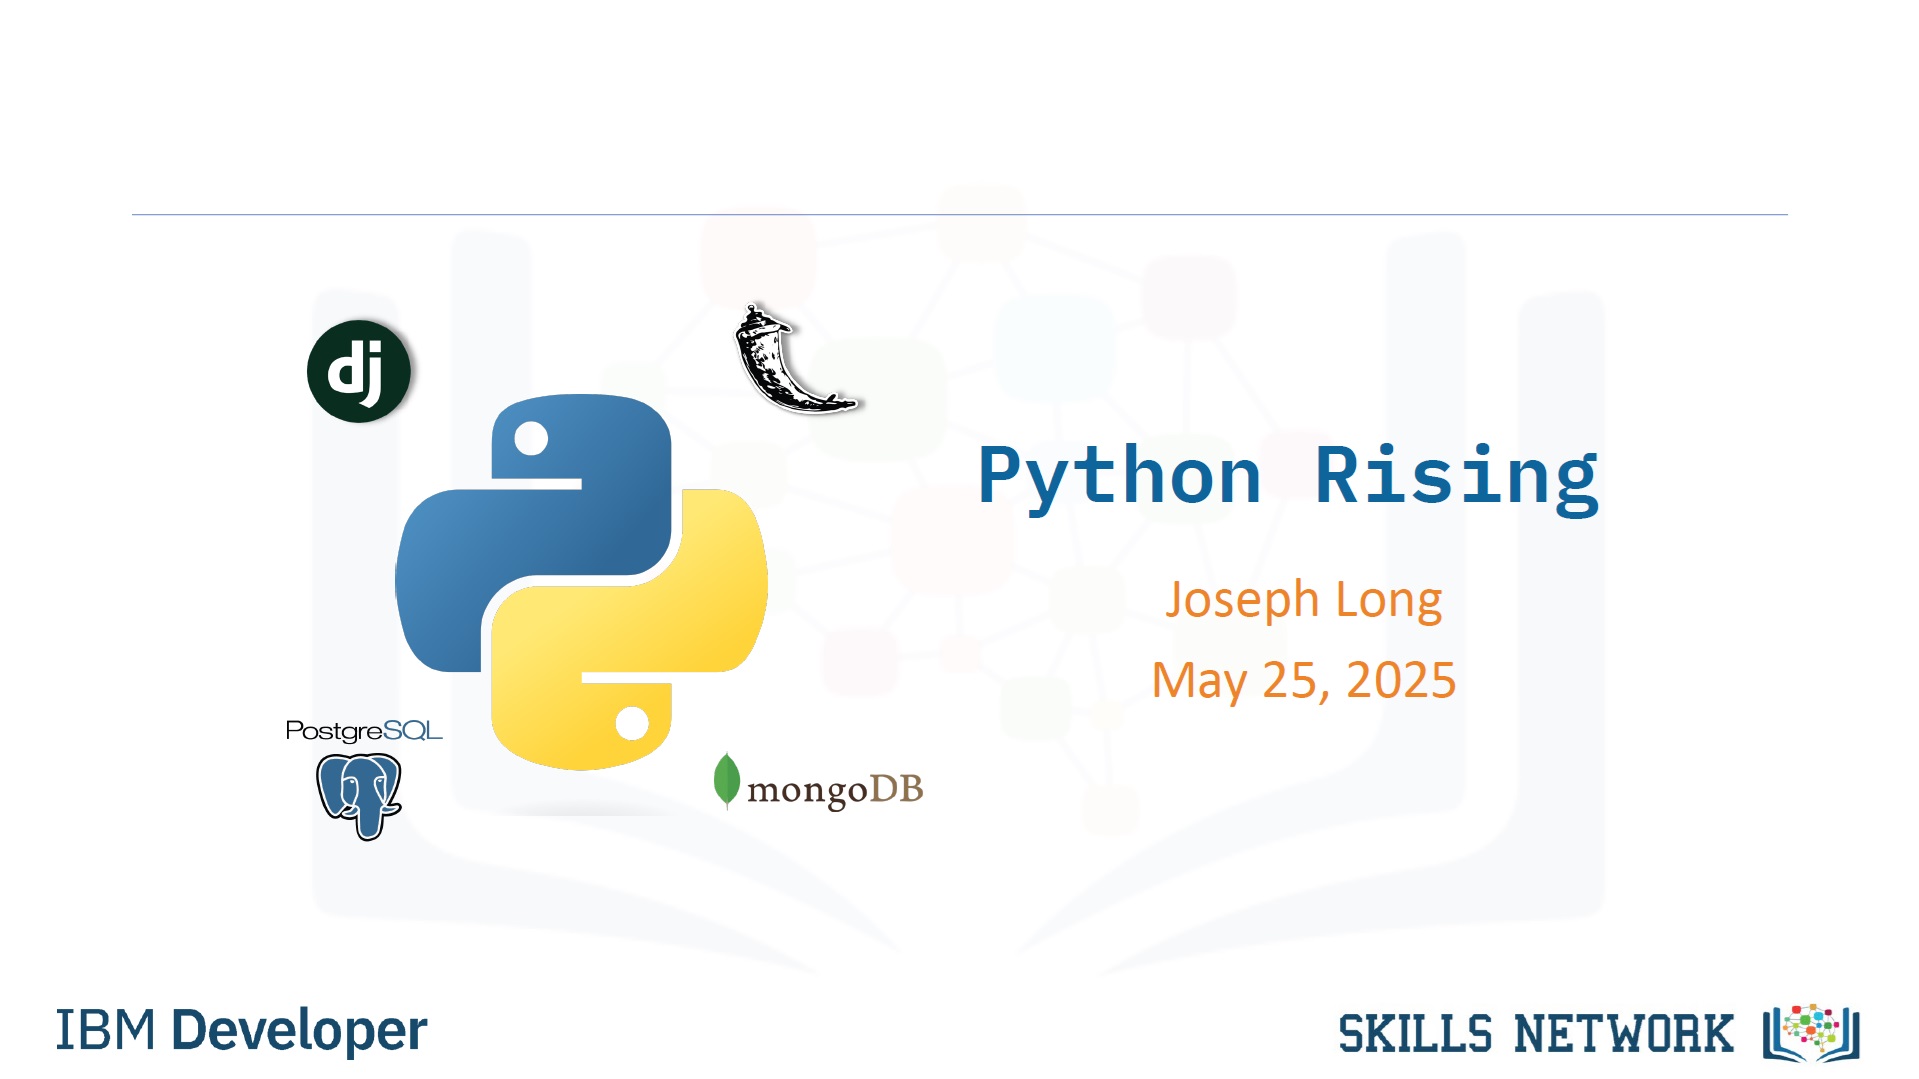 dj
Python Rising
Joseph Long
May 25, 2025
PostgreSQL
mongoDB
IBM Developer
SKILLS NETWORK